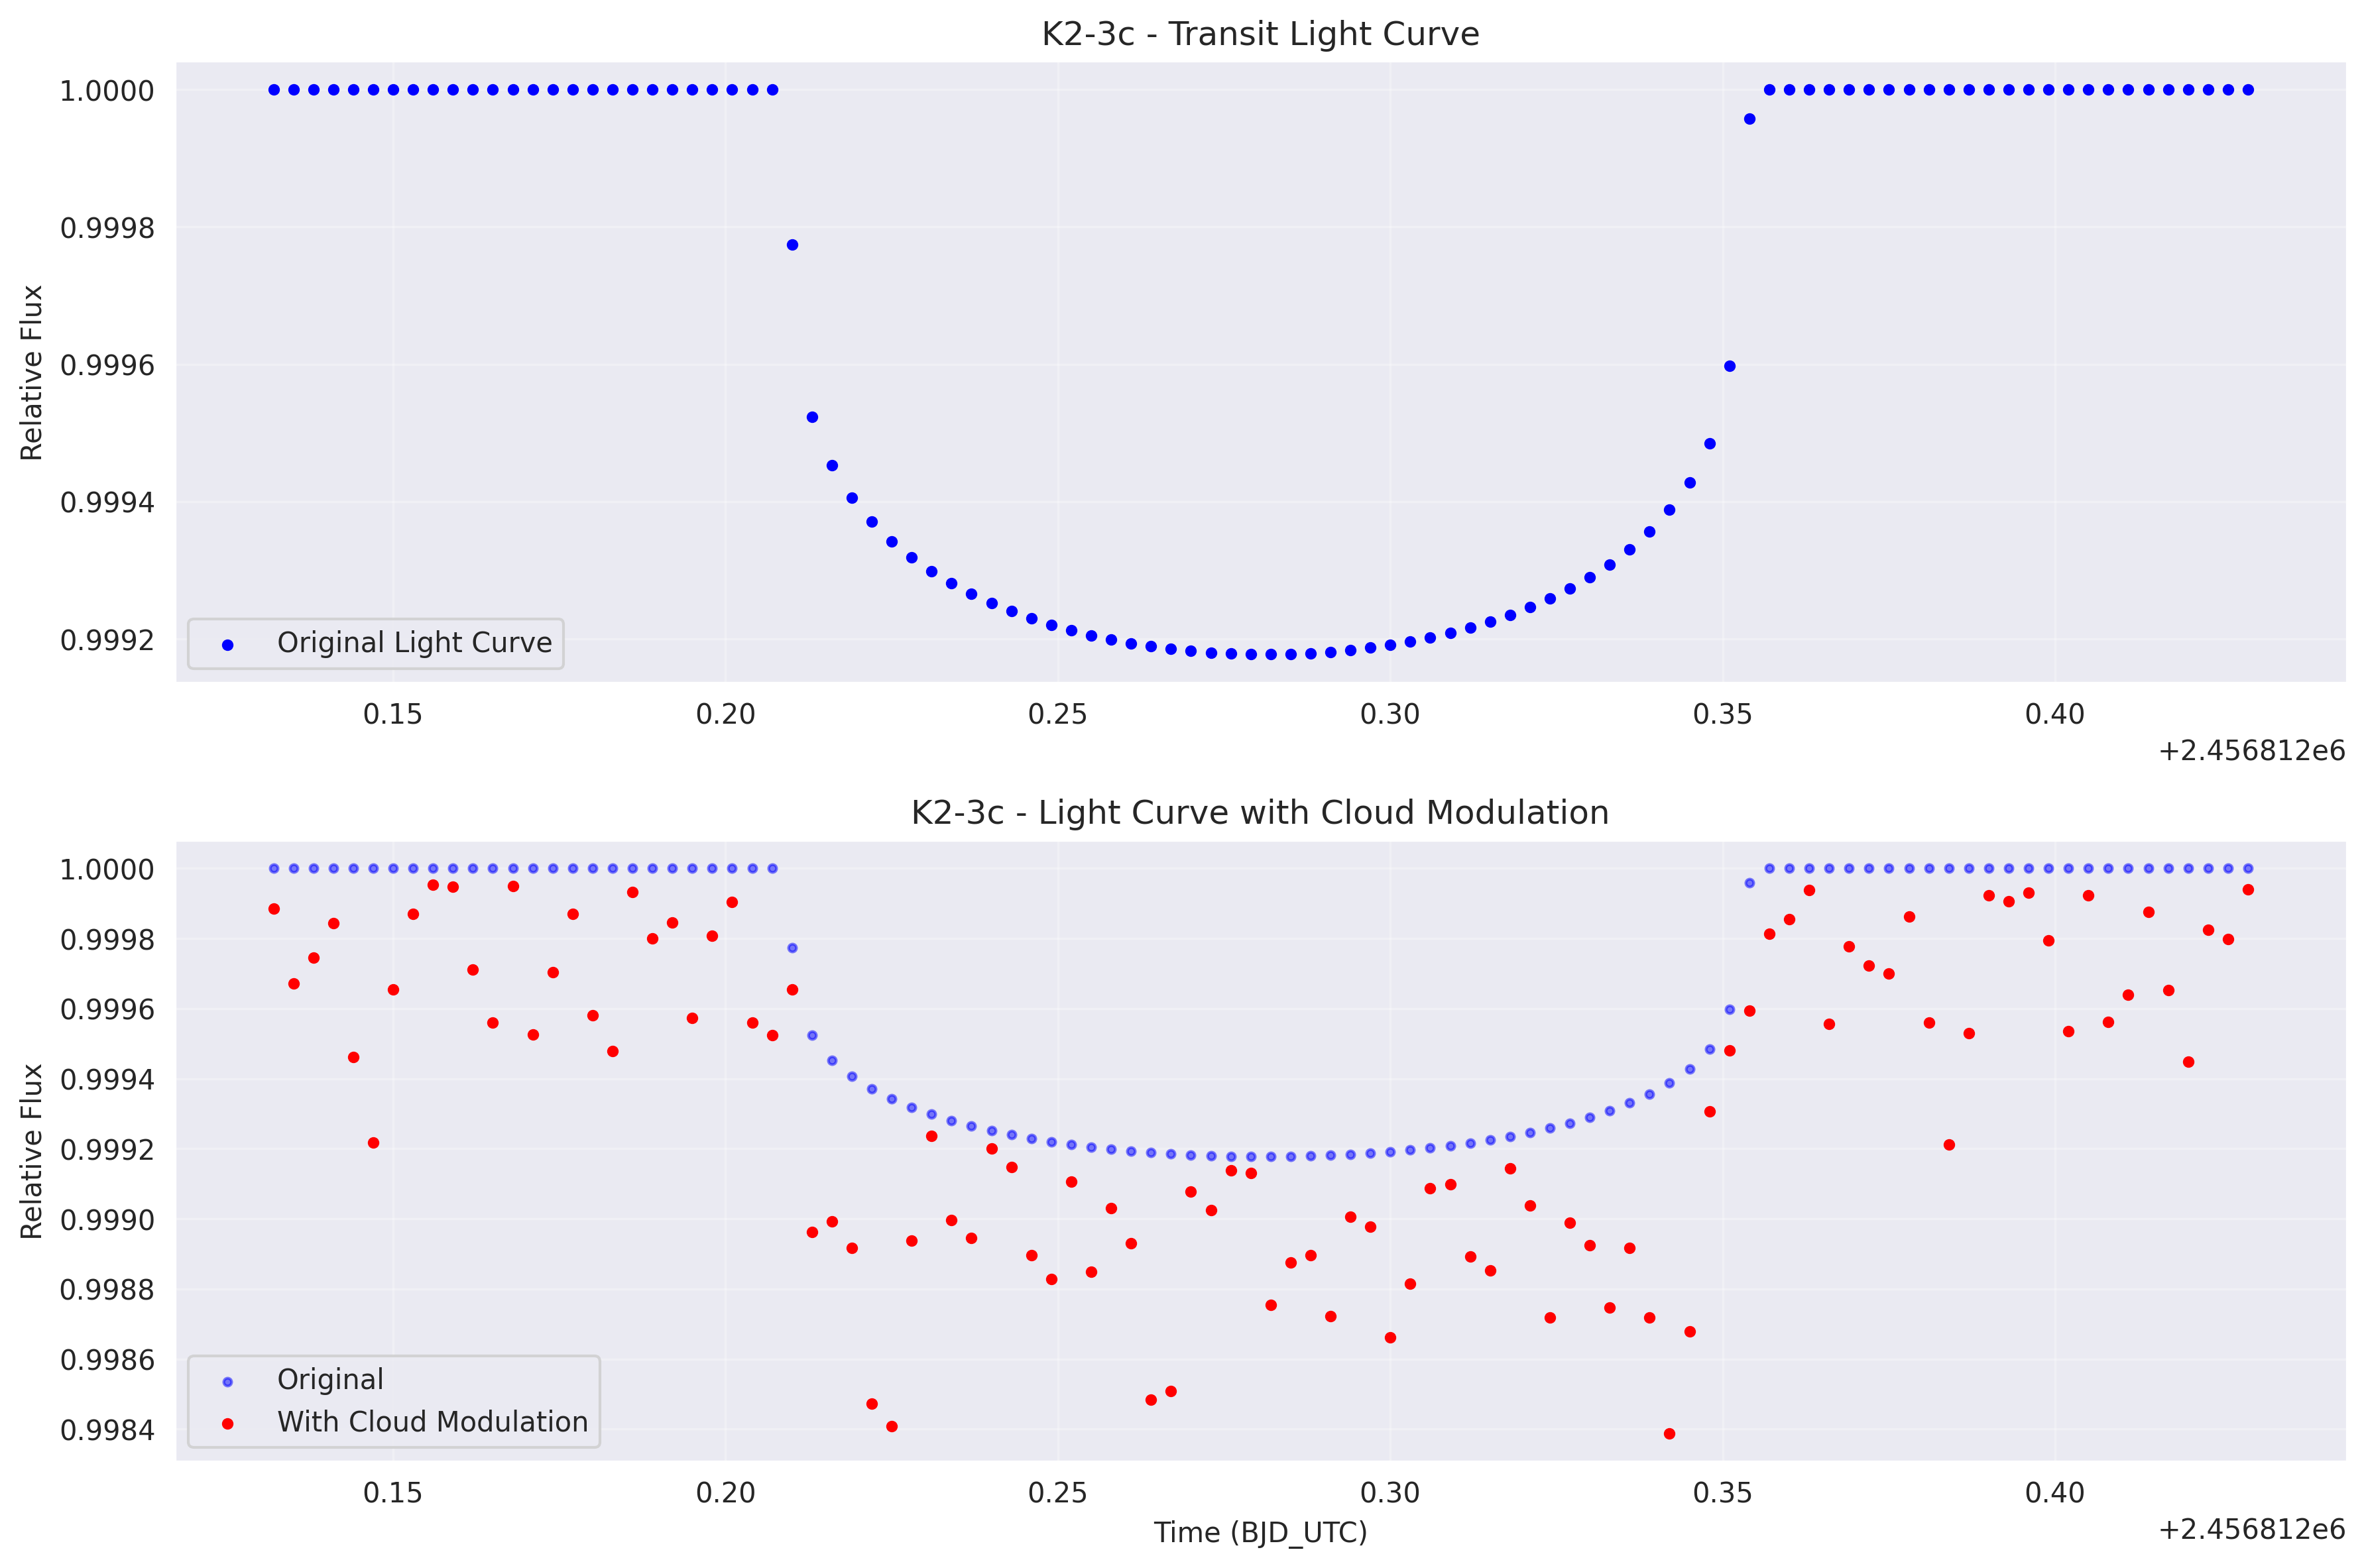 K2-3c - Transit Light Curve
Relative Flux
1.0000
0.9998
0.9996
0.9994
0.9992
Original Light Curve
0.15 0.20 0.25 0.30 0.35 0.40
+2.456812e6
K2-3c - Light Curve with Cloud Modulation
Relative Flux
1.0000
0.9998
0.9996
0.9994
0.9992
0.9990
0.9988
0.9986
0.9984
Original
With Cloud Modulation
0.15 0.20 0.25 0.30 0.35 0.40
Time (BJD_UTC)
+2.456812e6